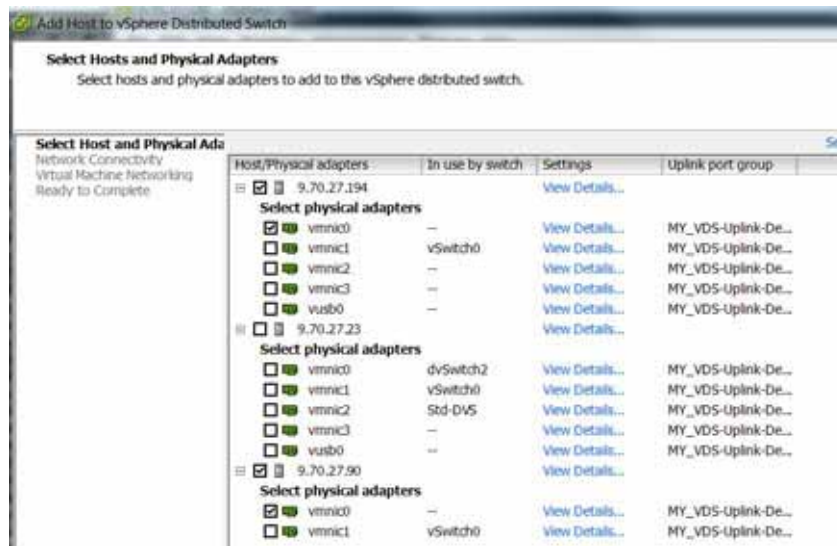 Add Host to vSphere Distributed Switch
Select Hosts and Physical Adapters
Select hosts and physical adapters to add to this vSphere distributed switch.
Select Host and Physical Ada
Network Connectivity
Virtual Machine Networking
Ready to Complete
Se
Host/Physical adapters In use by switch Settings Uplink port group
9.70.27.194 View Details...
Select physical adapters
vmnic0 -- View Details... MY_VDS-Uplink-De...
vmnic1 vSwitch0 View Details... MY_VDS-Uplink-De...
vmnic2 -- View Details... MY_VDS-Uplink-De...
vmnic3 -- View Details... MY_VDS-Uplink-De...
vusb0 -- View Details... MY_VDS-Uplink-De...
9.70.27.23 View Details...
Select physical adapters
vmnic0 dvSwitch2 View Details... MY_VDS-Uplink-De...
vmnic1 vSwitch0 View Details... MY_VDS-Uplink-De...
vmnic2 Std-DVS View Details... MY_VDS-Uplink-De...
vmnic3 -- View Details... MY_VDS-Uplink-De...
vusb0 -- View Details... MY_VDS-Uplink-De...
9.70.27.90 View Details...
Select physical adapters
vmnic0 -- View Details... MY_VDS-Uplink-De...
vmnic1 vSwitch0 View Details... MY_VDS-Uplink-De...